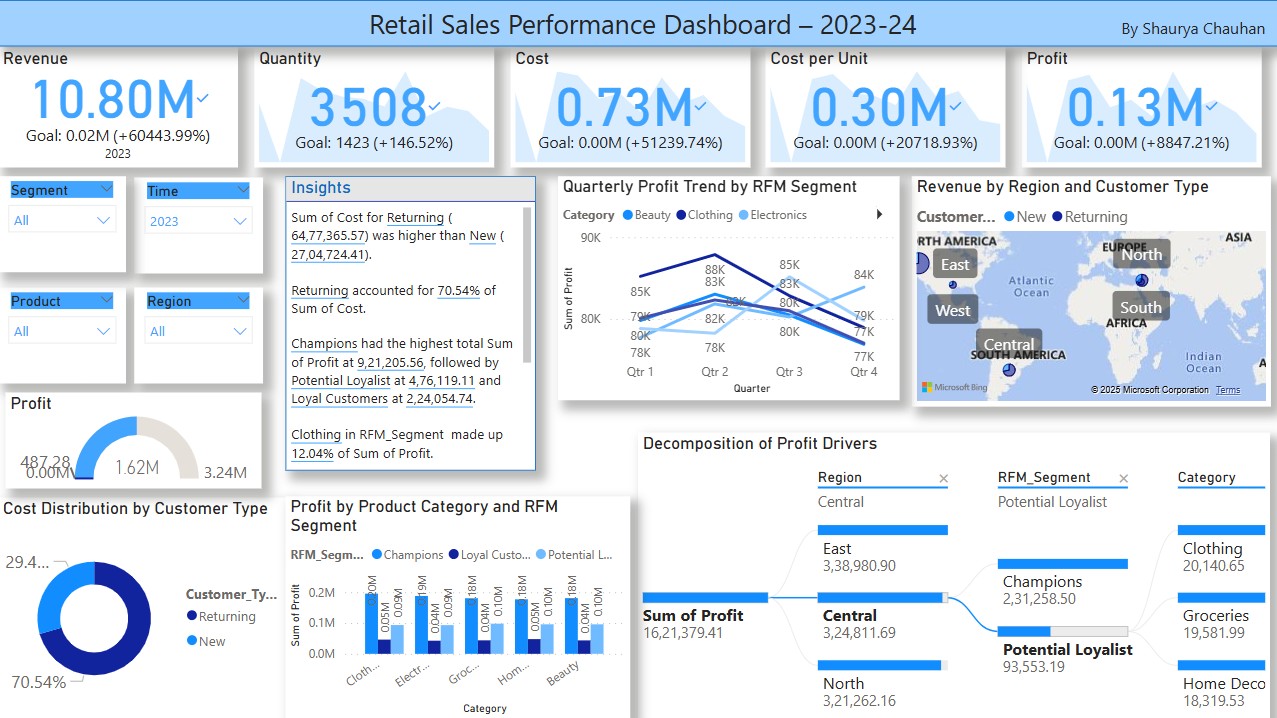 Retail Sales Performance Dashboard – 2023-24
By Shaurya Chauhan
Revenue
10.80M
Goal: 0.02M (+60443.99%)
2023
Quantity
3508
Goal: 1423 (+146.52%)
Cost
0.73M
Goal: 0.00M (+51239.74%)
Cost per Unit
0.30M
Goal: 0.00M (+20718.93%)
Profit
0.13M
Goal: 0.00M (+8847.21%)
Segment
All
Time
2023
Product
All
Region
All
Insights
Sum of Cost for Returning (
64,77,365.57) was higher than New (
27,04,724.41).
Returning accounted for 70.54% of
Sum of Cost.
Champions had the highest total Sum
of Profit at 9,21,205.56, followed by
Potential Loyalist at 4,76,119.11 and
Loyal Customers at 2,24,054.74.
Clothing in RFM_Segment made up
12.04% of Sum of Profit.
Quarterly Profit Trend by RFM Segment
Category Beauty Clothing Electronics
90K
80K
Sum of Profit
85K
79K
80K
78K
88K
83K
82K
78K
85K
83K
80K
80K
84K
79K
77K
77K
Qtr 1 Qtr 2 Qtr 3 Qtr 4
Quarter
Revenue by Region and Customer Type
Customer... New Returning
RTH AMERICA
EUROPE
ASIA
East
North
Atlantic
Ocean
West
South
AFRICA
Central
SOUTH AMERICA
Indian
Ocean
A
Microsoft Bing
© 2025 Microsoft Corporation Terms
Profit
487.28
0.00M
1.62M
3.24M
Cost Distribution by Customer Type
29.4...
70.54%
Customer_Ty...
Returning
New
Profit by Product Category and RFM
Segment
RFM_Segm... Champions Loyal Custo... Potential L...
Sum of Profit
0.2M
0.1M
0.0M
0.20M
0.05M
0.09M
0.19M
0.04M
0.09M
0.18M
0.04M
0.10M
0.18M
0.05M
0.10M
0.18M
0.04M
0.10M
Cloth... Electr... Groc... Hom... Beauty
Category
Decomposition of Profit Drivers
Region
Central
RFM_Segment
Potential Loyalist
Category
Sum of Profit
16,21,379.41
East
3,38,980.90
Central
3,24,811.69
North
3,21,262.16
Champions
2,31,258.50
Potential Loyalist
93,553.19
Clothing
20,140.65
Groceries
19,581.99
Home Deco
18,319.53